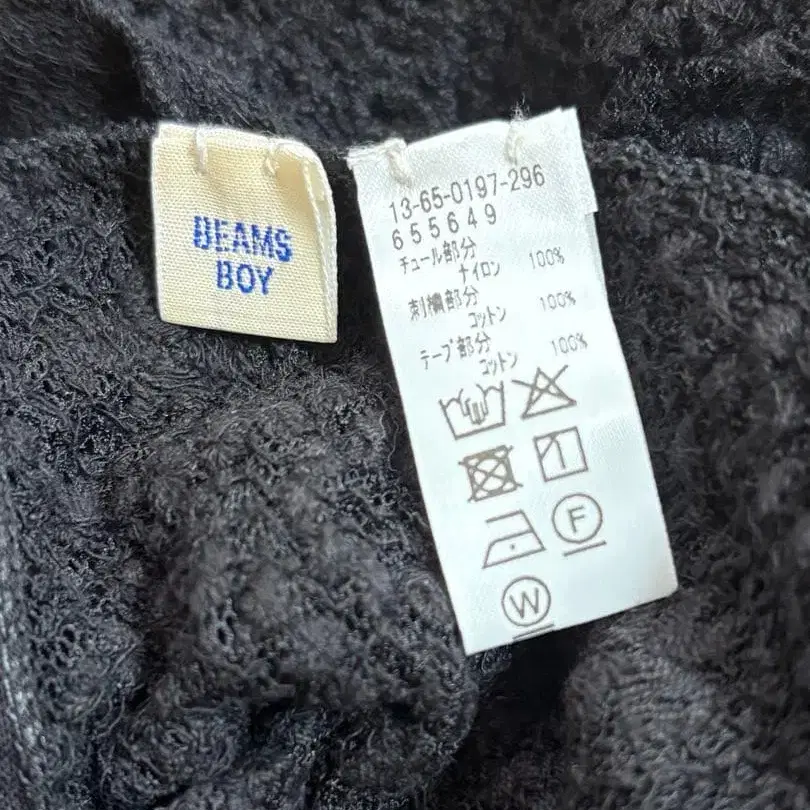 BEAMS
BOY
13-65-0197-296
655649
チュール部分
ナイロン 100%
刺繍部分
コットン 100%
テープ部分
コットン 100%
F
W